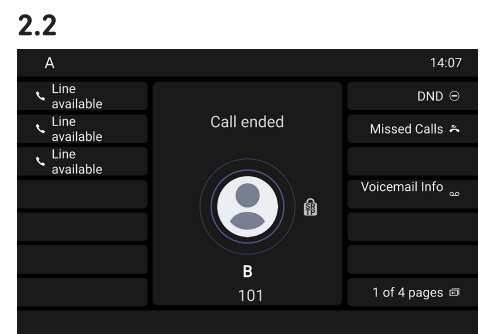 2.2
A
14:07
Line
available
Line
available
Line
available
Call ended
B
101
DND
Missed Calls
Voicemail Info
1 of 4 pages